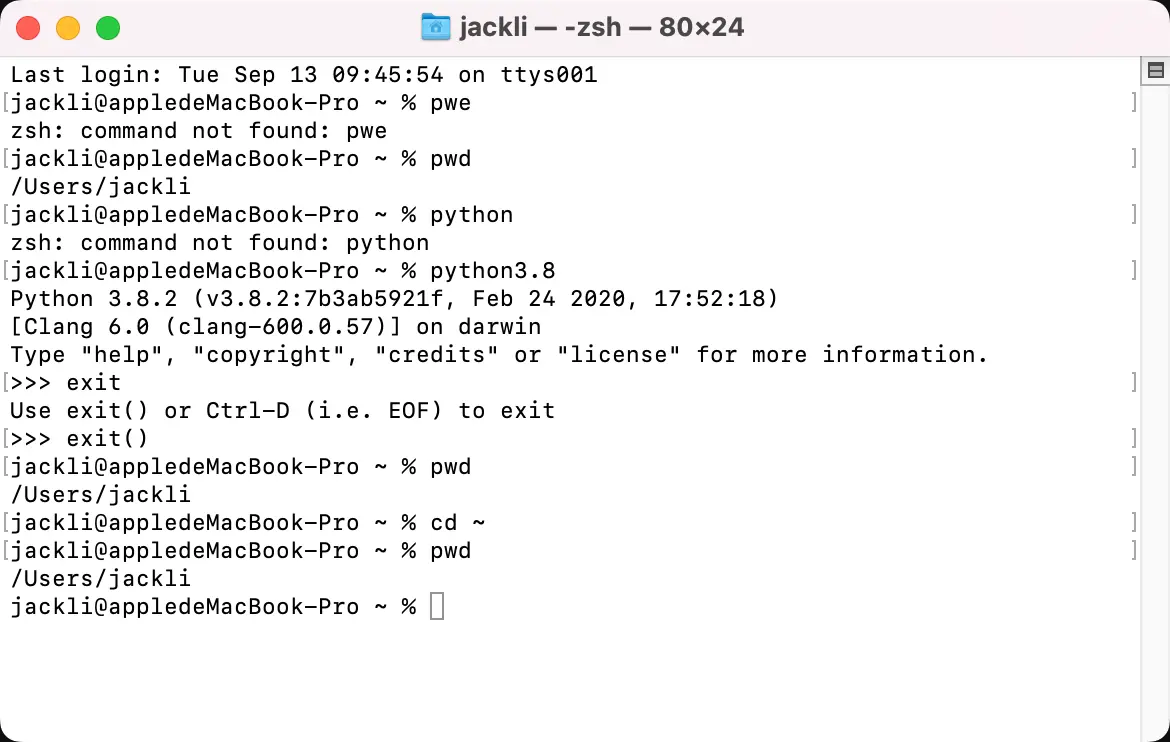 jackli — -zsh — 80×24
Last login: Tue Sep 13 09:45:54 on ttys001
[jackli@appledeMacBook-Pro ~ % pwe ]
zsh: command not found: pwe
[jackli@appledeMacBook-Pro ~ % pwd ]
/Users/jackli
[jackli@appledeMacBook-Pro ~ % python ]
zsh: command not found: python
[jackli@appledeMacBook-Pro ~ % python3.8 ]
Python 3.8.2 (v3.8.2:7b3ab5921f, Feb 24 2020, 17:52:18)
[Clang 6.0 (clang-600.0.57)] on darwin
Type "help", "copyright", "credits" or "license" for more information.
[>>> exit ]
Use exit() or Ctrl-D (i.e. EOF) to exit
[>>> exit() ]
[jackli@appledeMacBook-Pro ~ % pwd ]
/Users/jackli
[jackli@appledeMacBook-Pro ~ % cd ~ ]
[jackli@appledeMacBook-Pro ~ % pwd ]
/Users/jackli
jackli@appledeMacBook-Pro ~ %